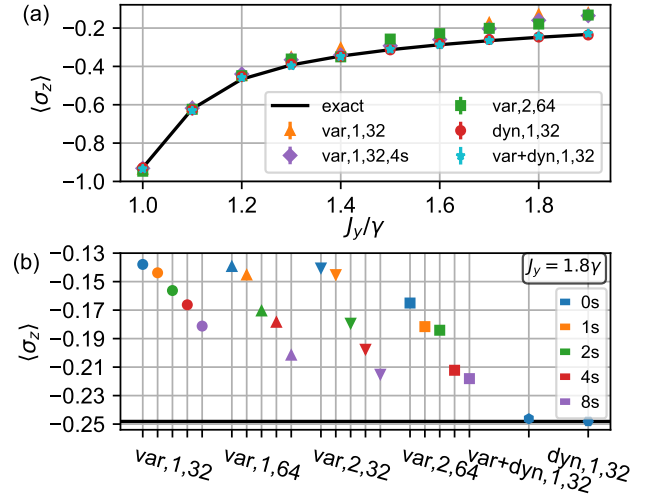 (a)
−0.2
−0.4
−0.6
−0.8
−1.0
⟨σz⟩
exact
var,1,32
var,1,32,4s
var,2,64
dyn,1,32
var+dyn,1,32
1.0 1.2 1.4 1.6 1.8
Jy/γ
(b)
−0.13
−0.15
−0.17
−0.19
−0.21
−0.23
−0.25
⟨σz⟩
Jy = 1.8γ
0s
1s
2s
4s
8s
var,1,32
var,1,64
var,2,32
var,2,64
var+dyn,1,32
dyn,1,32